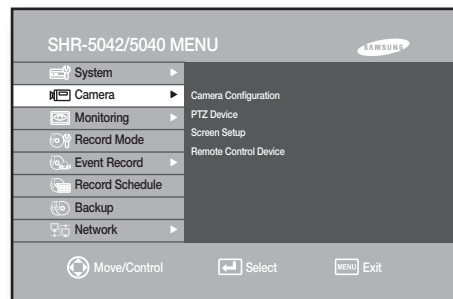 SHR-5042/5040 MENU
SAMSUNG
System
Camera
Monitoring
Record Mode
Event Record
Record Schedule
Backup
Network
Camera Configuration
PTZ Device
Screen Setup
Remote Control Device
Move/Control
Select
MENU Exit